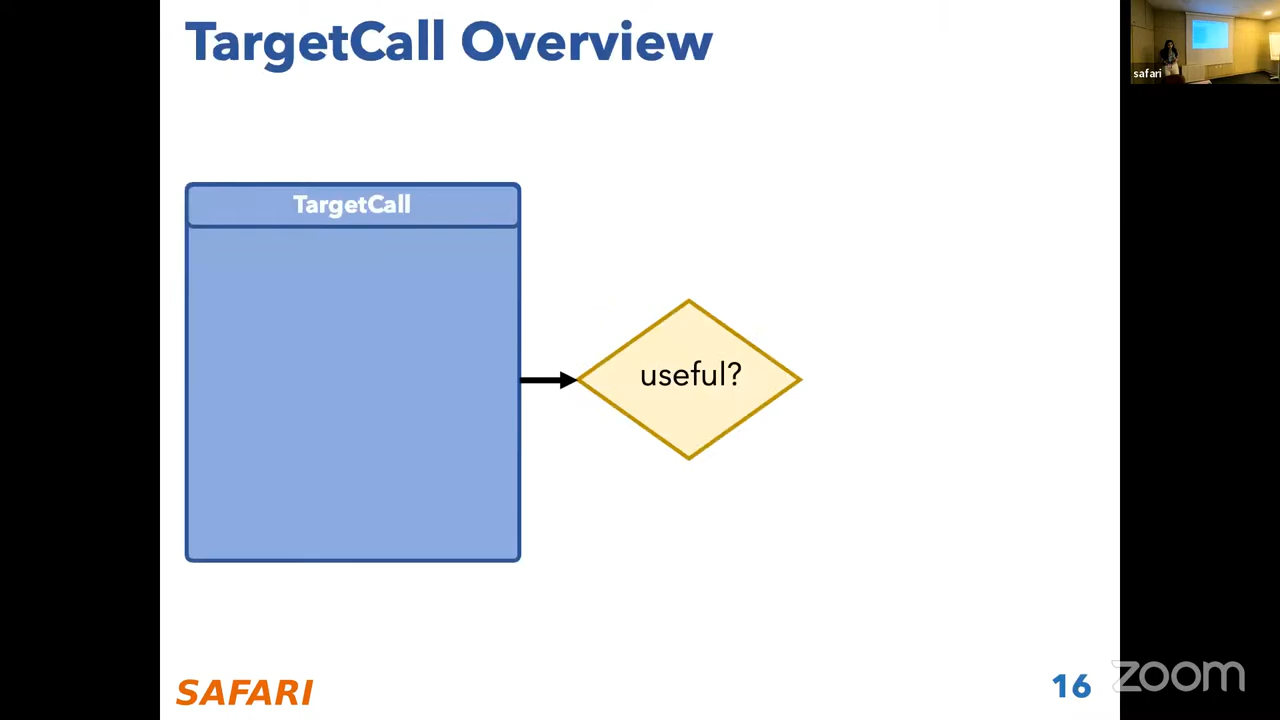 TargetCall Overview
safari
TargetCall
useful?
SAFARI
16
zoom